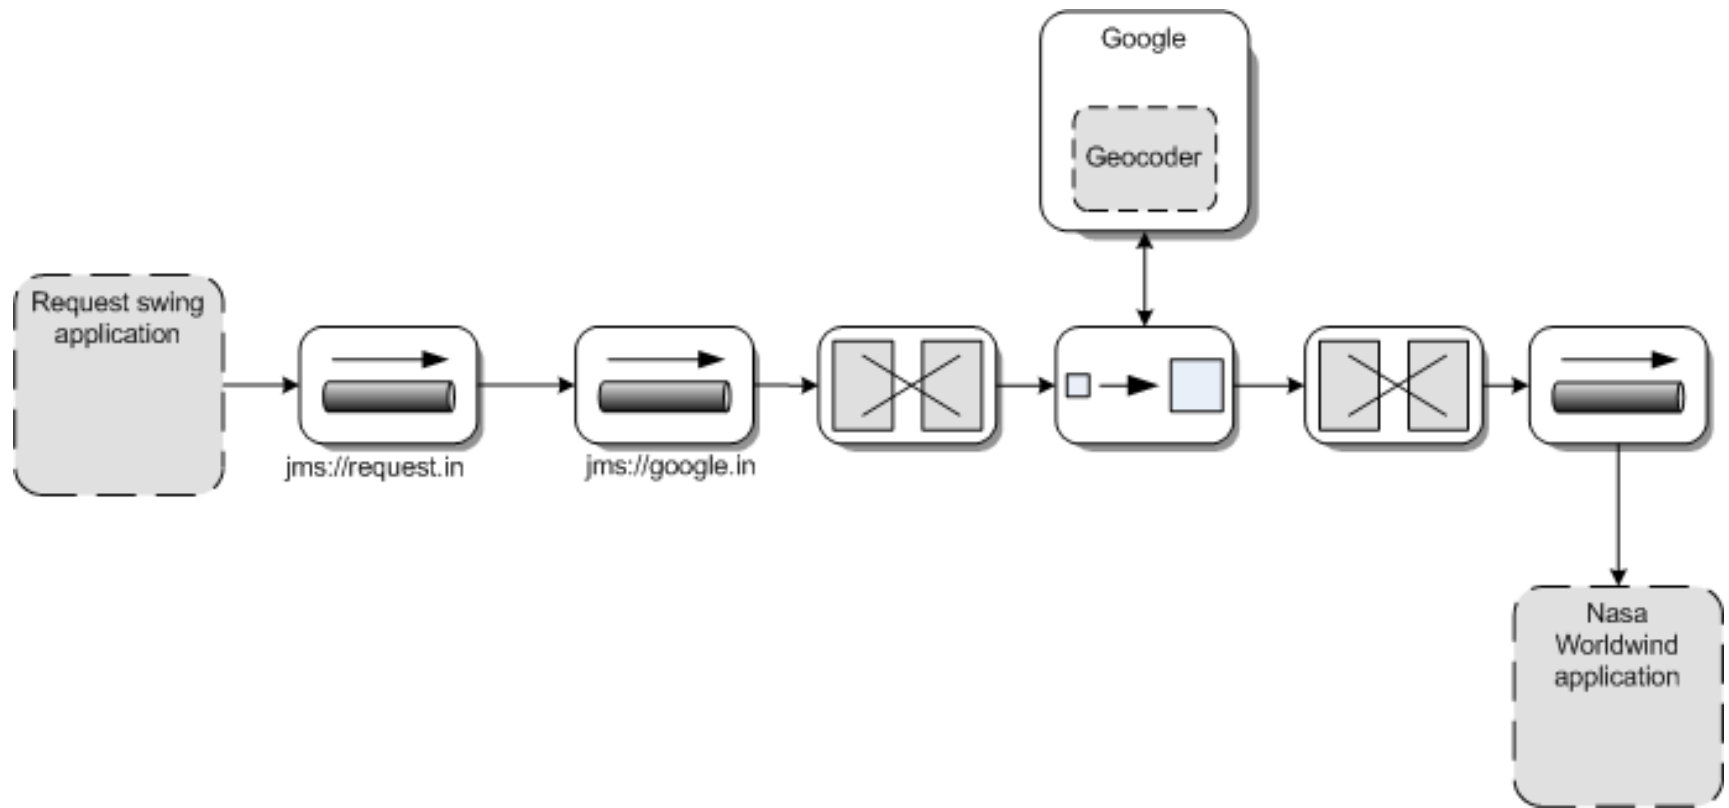 Google
Geocoder
Request swing
application
jms://request.in
jms://google.in
Nasa
Worldwind
application